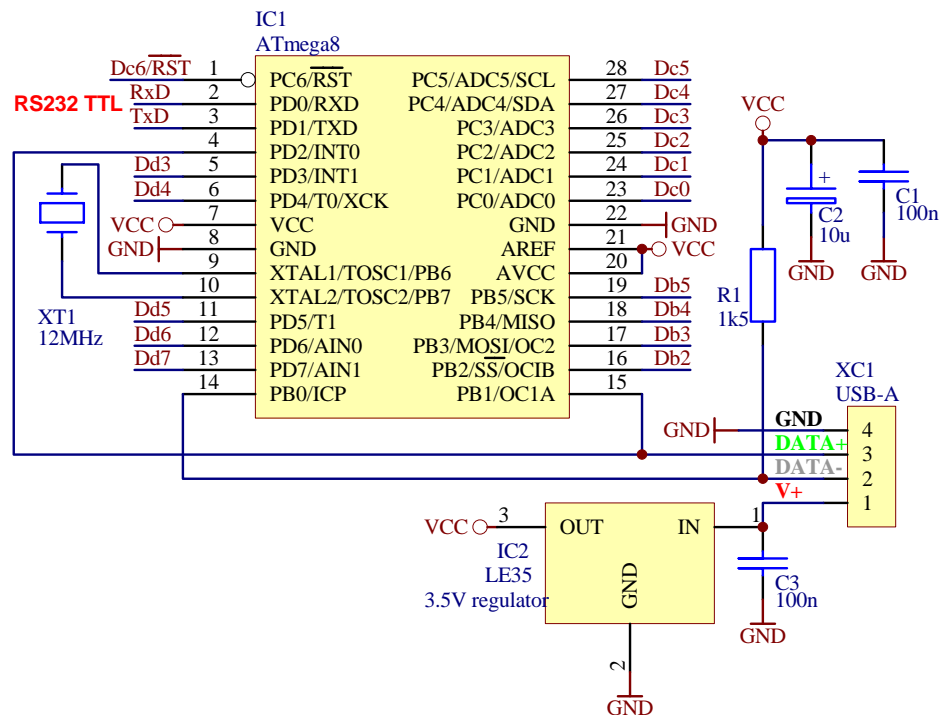 IC1
ATmega8
Dc6/RST 1 PC6/RST PC5/ADC5/SCL 28 Dc5
RS232 TTL RxD 2 PD0/RXD PC4/ADC4/SDA 27 Dc4
TxD 3 PD1/TXD PC3/ADC3 26 Dc3
4 PD2/INT0 PC2/ADC2 25 Dc2
Dd3 5 PD3/INT1 PC1/ADC1 24 Dc1
Dd4 6 PD4/T0/XCK PC0/ADC0 23 Dc0
VCC 7 VCC GND 22 GND
GND 8 GND AREF 21 VCC
9 XTAL1/TOSC1/PB6 AVCC 20
10 XTAL2/TOSC2/PB7 PB5/SCK 19 Db5
Dd5 11 PD5/T1 PB4/MISO 18 Db4
Dd6 12 PD6/AIN0 PB3/MOSI/OC2 17 Db3
Dd7 13 PD7/AIN1 PB2/SS/OCIB 16 Db2
14 PB0/ICP PB1/OC1A 15
XT1
12MHz
VCC
+
C2
10u
C1
100n
GND
GND
R1
1k5
XC1
USB-A
GND GND 4
DATA+ 3
DATA- 2
V+ 1
VCC 3 OUT IN 1
GND
IC2
LE35
3.5V regulator
C3
100n
GND
2
GND